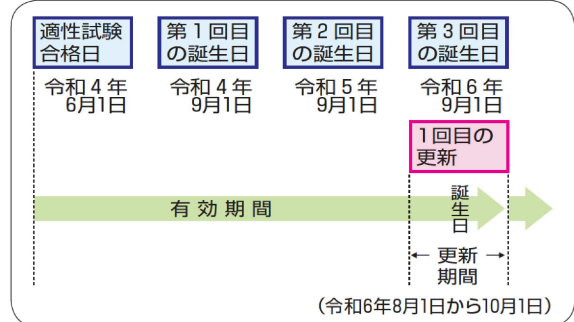 適性試験
合格日
第1回目
の誕生日
第2回目
の誕生日
第3回目
の誕生日
令和4年
6月1日
令和4年
9月1日
令和5年
9月1日
令和6年
9月1日
1回目の
更新
有効期間
誕生日
更新
期間
（令和6年8月1日から10月1日）